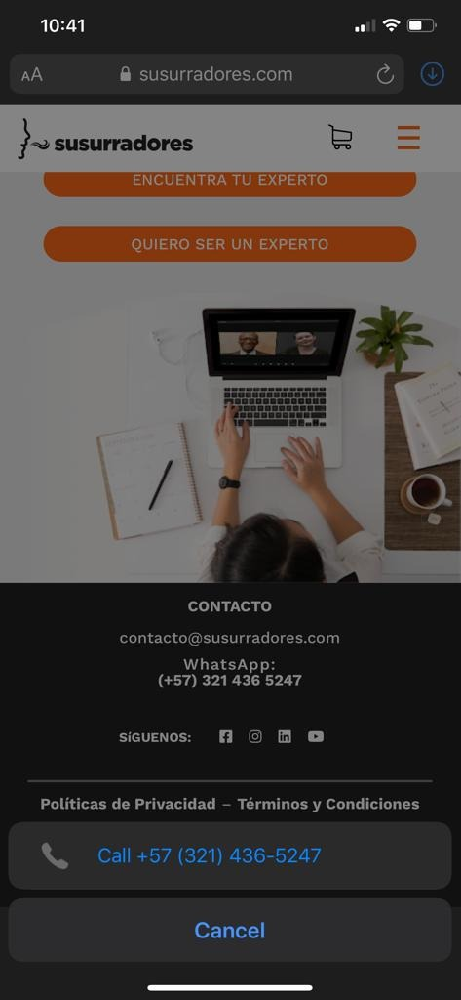 10:41
AA
susurradores.com
susurradores
ENCUENTRA TU EXPERTO
QUIERO SER UN EXPERTO
CONTACTO
contacto@susurradores.com
WhatsApp:
(+57) 321 436 5247
SíGUENOS:
Políticas de Privacidad – Términos y Condiciones
Call +57 (321) 436-5247
Cancel